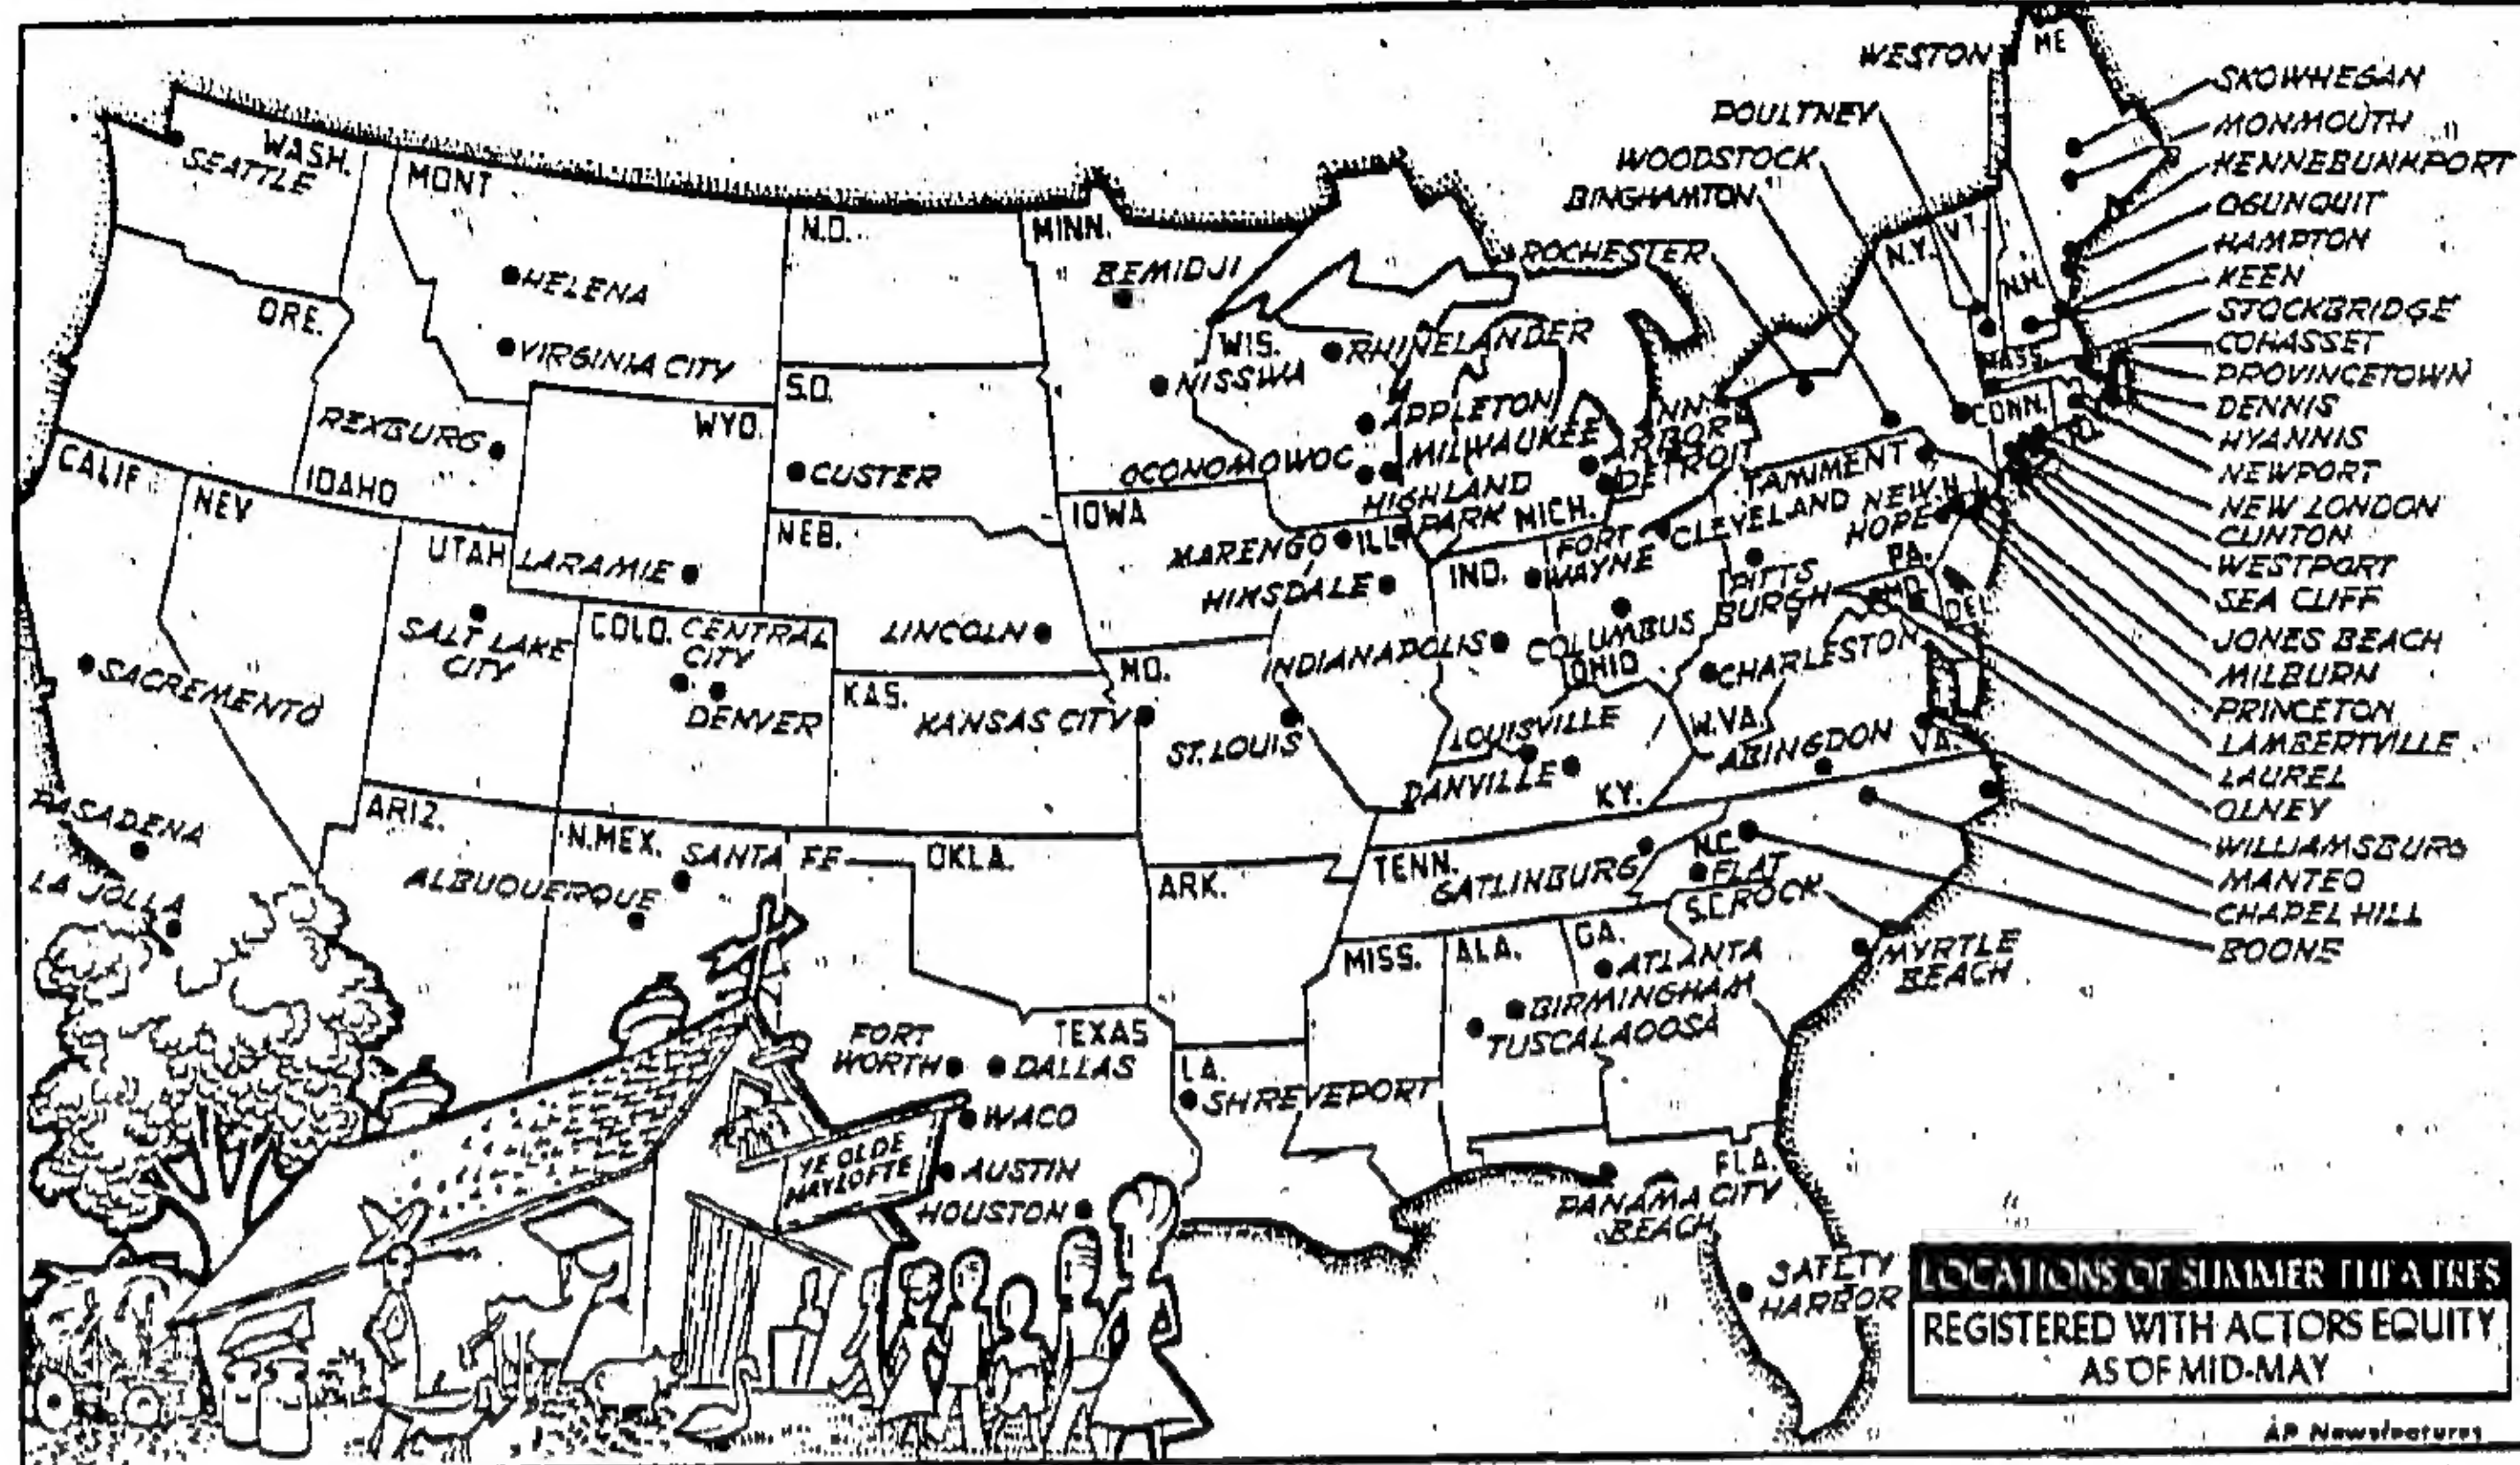 WESTON
ME
SKOWHEGAN
POULTNEY
MONMOUTH
WOODSTOCK
KENNEBUNKPORT
BINGHAMTON
OGUNQUIT
ROCHESTER
N.Y.
VT.
HAMPTON
N.H.
KEEN
STOCKBRIDGE
COHASSET
MASS.
PROVINCETOWN
CONN.
DENNIS
HYANNIS
NEWPORT
NEW LONDON
CLINTON
WESTPORT
SEA CLIFF
JONES BEACH
MILBURN
PRINCETON
LAMBERTVILLE
LAUREL
OLNEY
WILLIAMSBURG
MANTEO
CHAPEL HILL
BOONE
WASH.
SEATTLE
MONT
HELENA
VIRGINIA CITY
N.D.
MINN.
BEMIDJI
NISSWA
ORE.
REXBURG
IDAHO
WYO.
LARAMIE
S.D.
CUSTER
WIS.
RHINELANDER
APPLETON
MILWAUKEE
OCONOMOWOC
ARBOR
DETROIT
HIGHLAND
PARK
MICH.
CALIF
NEV
UTAH
SALT LAKE
CITY
SACREMENTO
COLO.
CENTRAL
CITY
DENVER
NEB.
LINCOLN
IOWA
MARENGO
ILL
HINSDALE
IND.
FORT
WAYNE
INDIANAPOLIS
CLEVELAND
COLUMBUS
OHIO
TAMIMENT
NEW
HOPE
PITTS
BURGH
PA.
MD.
DEL
CHARLESTON
W.VA.
ABINGDON
VA.
KAS.
KANSAS CITY
MO.
ST. LOUIS
LOUISVILLE
DANVILLE
KY.
PASADENA
LA JOLLA
ARIZ.
N.MEX.
SANTA FE
ALBUQUERQUE
OKLA.
ARK.
TENN.
GATLINBURG
N.C.
FLAT
ROCK
S.C.
MYRTLE
BEACH
MISS.
ALA.
GA.
ATLANTA
BIRMINGHAM
TUSCALAOOSA
TEXAS
FORT
WORTH
DALLAS
WACO
AUSTIN
HOUSTON
LA.
SHREVEPORT
FLA.
PANAMA CITY
BEACH
SAFETY
HARBOR
YE OLDE
HAYLOFTE
LOCATIONS OF SUMMER THEATRES
REGISTERED WITH ACTORS EQUITY
AS OF MID-MAY
AP Newsfeatures